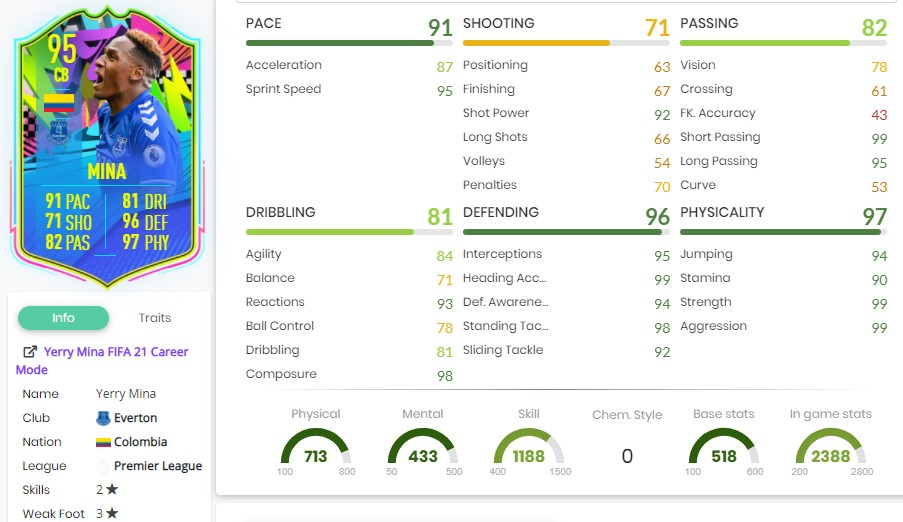 95
CB
Everton
MINA
91 PAC 81 DRI
71 SHO 96 DEF
82 PAS 97 PHY
Info Traits
Yerry Mina FIFA 21 Career
Mode
Name Yerry Mina
Club Everton
Nation Colombia
League Premier League
Skills 2 ★
Weak Foot 3 ★
PACE 91
Acceleration 87
Sprint Speed 95
SHOOTING 71
Positioning 63
Finishing 67
Shot Power 92
Long Shots 66
Volleys 54
Penalties 70
PASSING 82
Vision 78
Crossing 61
FK. Accuracy 43
Short Passing 99
Long Passing 95
Curve 53
DRIBBLING 81
Agility 84
Balance 71
Reactions 93
Ball Control 78
Dribbling 81
Composure 98
DEFENDING 96
Interceptions 95
Heading Acc... 99
Def. Awarene... 94
Standing Tac... 98
Sliding Tackle 92
PHYSICALITY 97
Jumping 94
Stamina 90
Strength 99
Aggression 99
Physical
713
100 800
Mental
433
50 500
Skill
1188
400 1500
Chem. Style
0
Base stats
518
100 600
In game stats
2388
200 2800